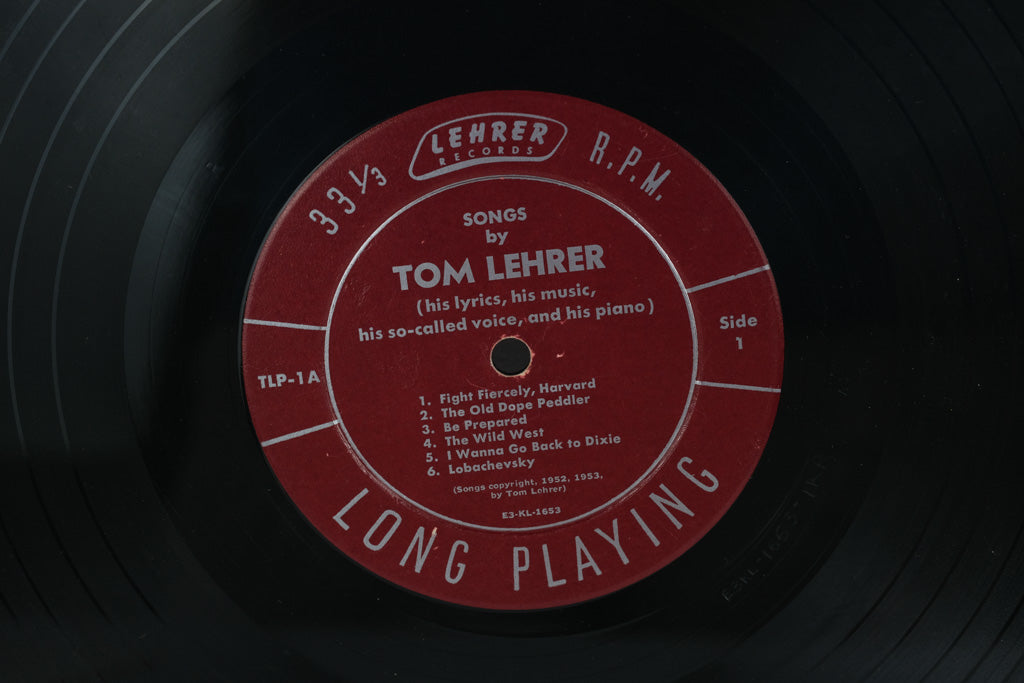 LEHRER
RECORDS
33 1/3
R.P.M.
SONGS
by
TOM LEHRER
(his lyrics, his music,
his so-called voice, and his piano)
Side
1
TLP-1A
1. Fight Fiercely, Harvard
2. The Old Dope Peddler
3. Be Prepared
4. The Wild West
5. I Wanna Go Back to Dixie
6. Lobachevsky
(Songs copyright, 1952, 1953,
by Tom Lehrer)
E3-KL-1653
LONG PLAYING